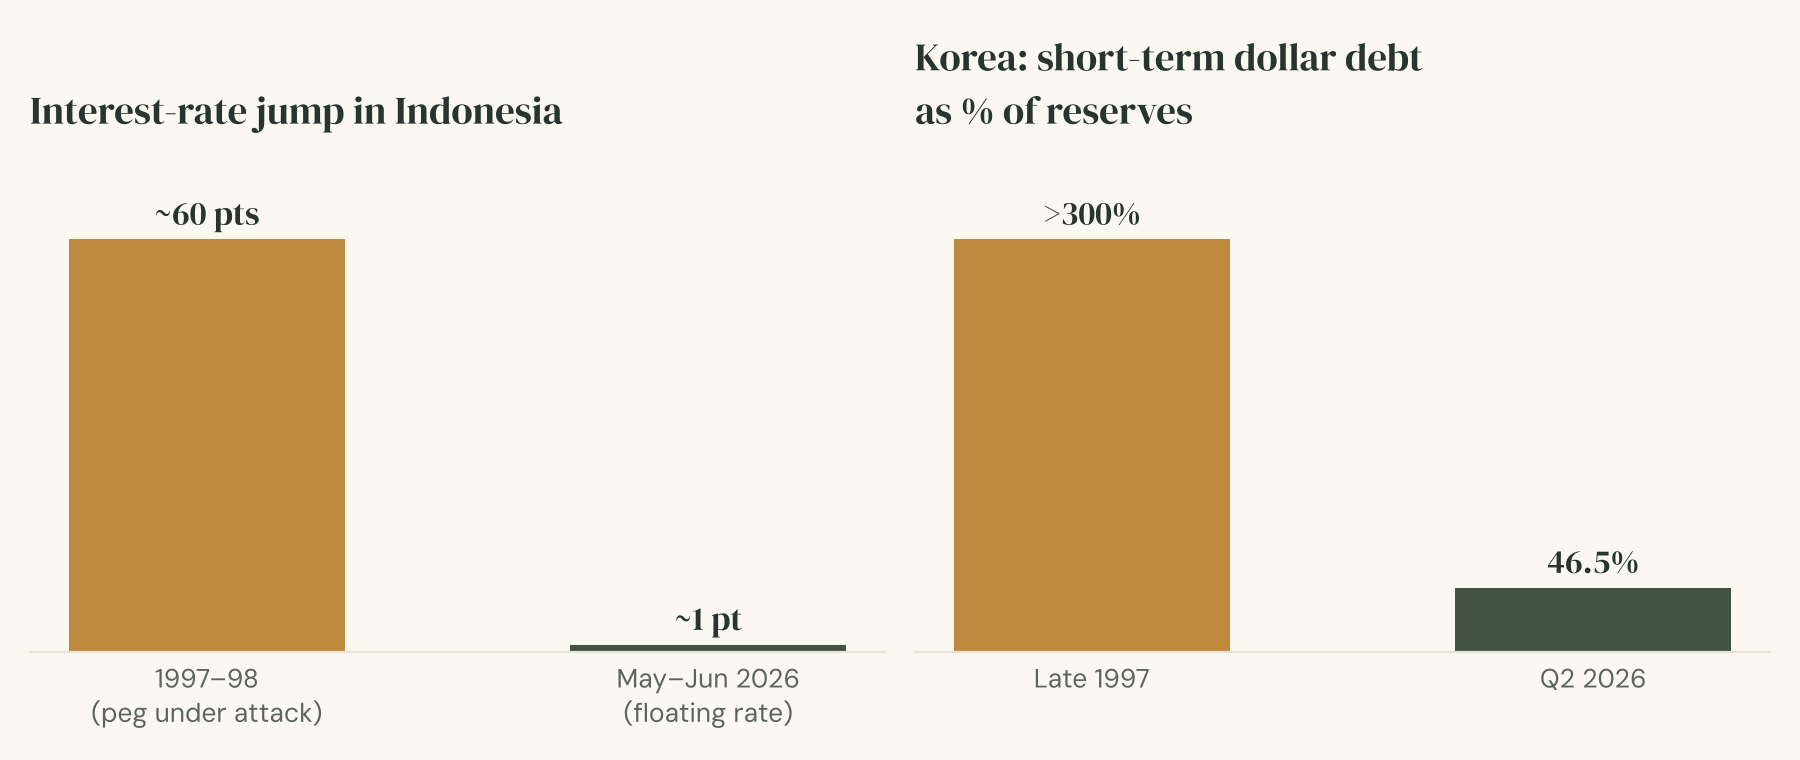 Interest-rate jump in Indonesia
~60 pts
~1 pt
1997–98
(peg under attack)
May–Jun 2026
(floating rate)
Korea: short-term dollar debt
as % of reserves
>300%
46.5%
Late 1997
Q2 2026